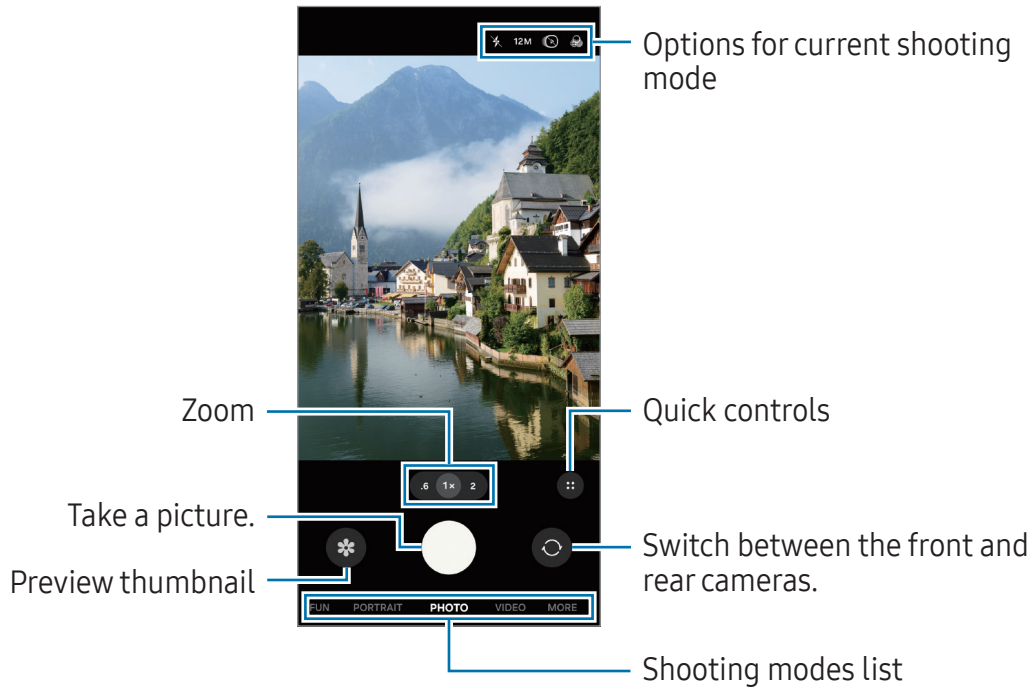 12M
Options for current shooting
mode
Zoom
Quick controls
.6 1× 2
Take a picture.
Switch between the front and
rear cameras.
Preview thumbnail
FUN PORTRAIT PHOTO VIDEO MORE
Shooting modes list